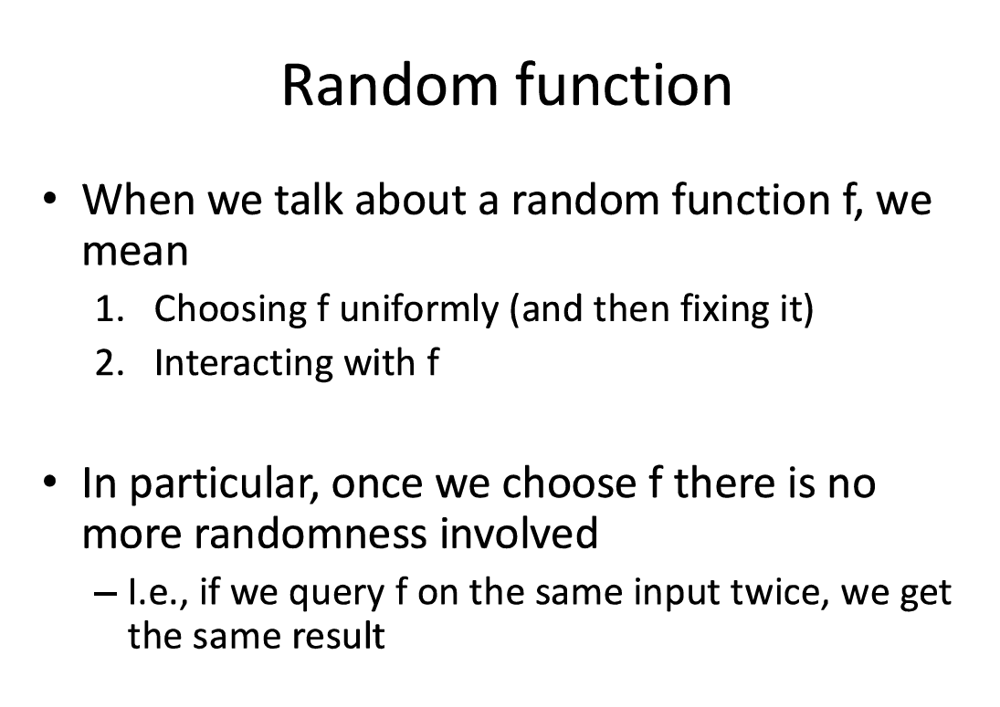 Random function
• When we talk about a random function f, we
mean
1. Choosing f uniformly (and then fixing it)
2. Interacting with f
• In particular, once we choose f there is no
more randomness involved
– I.e., if we query f on the same input twice, we get
the same result